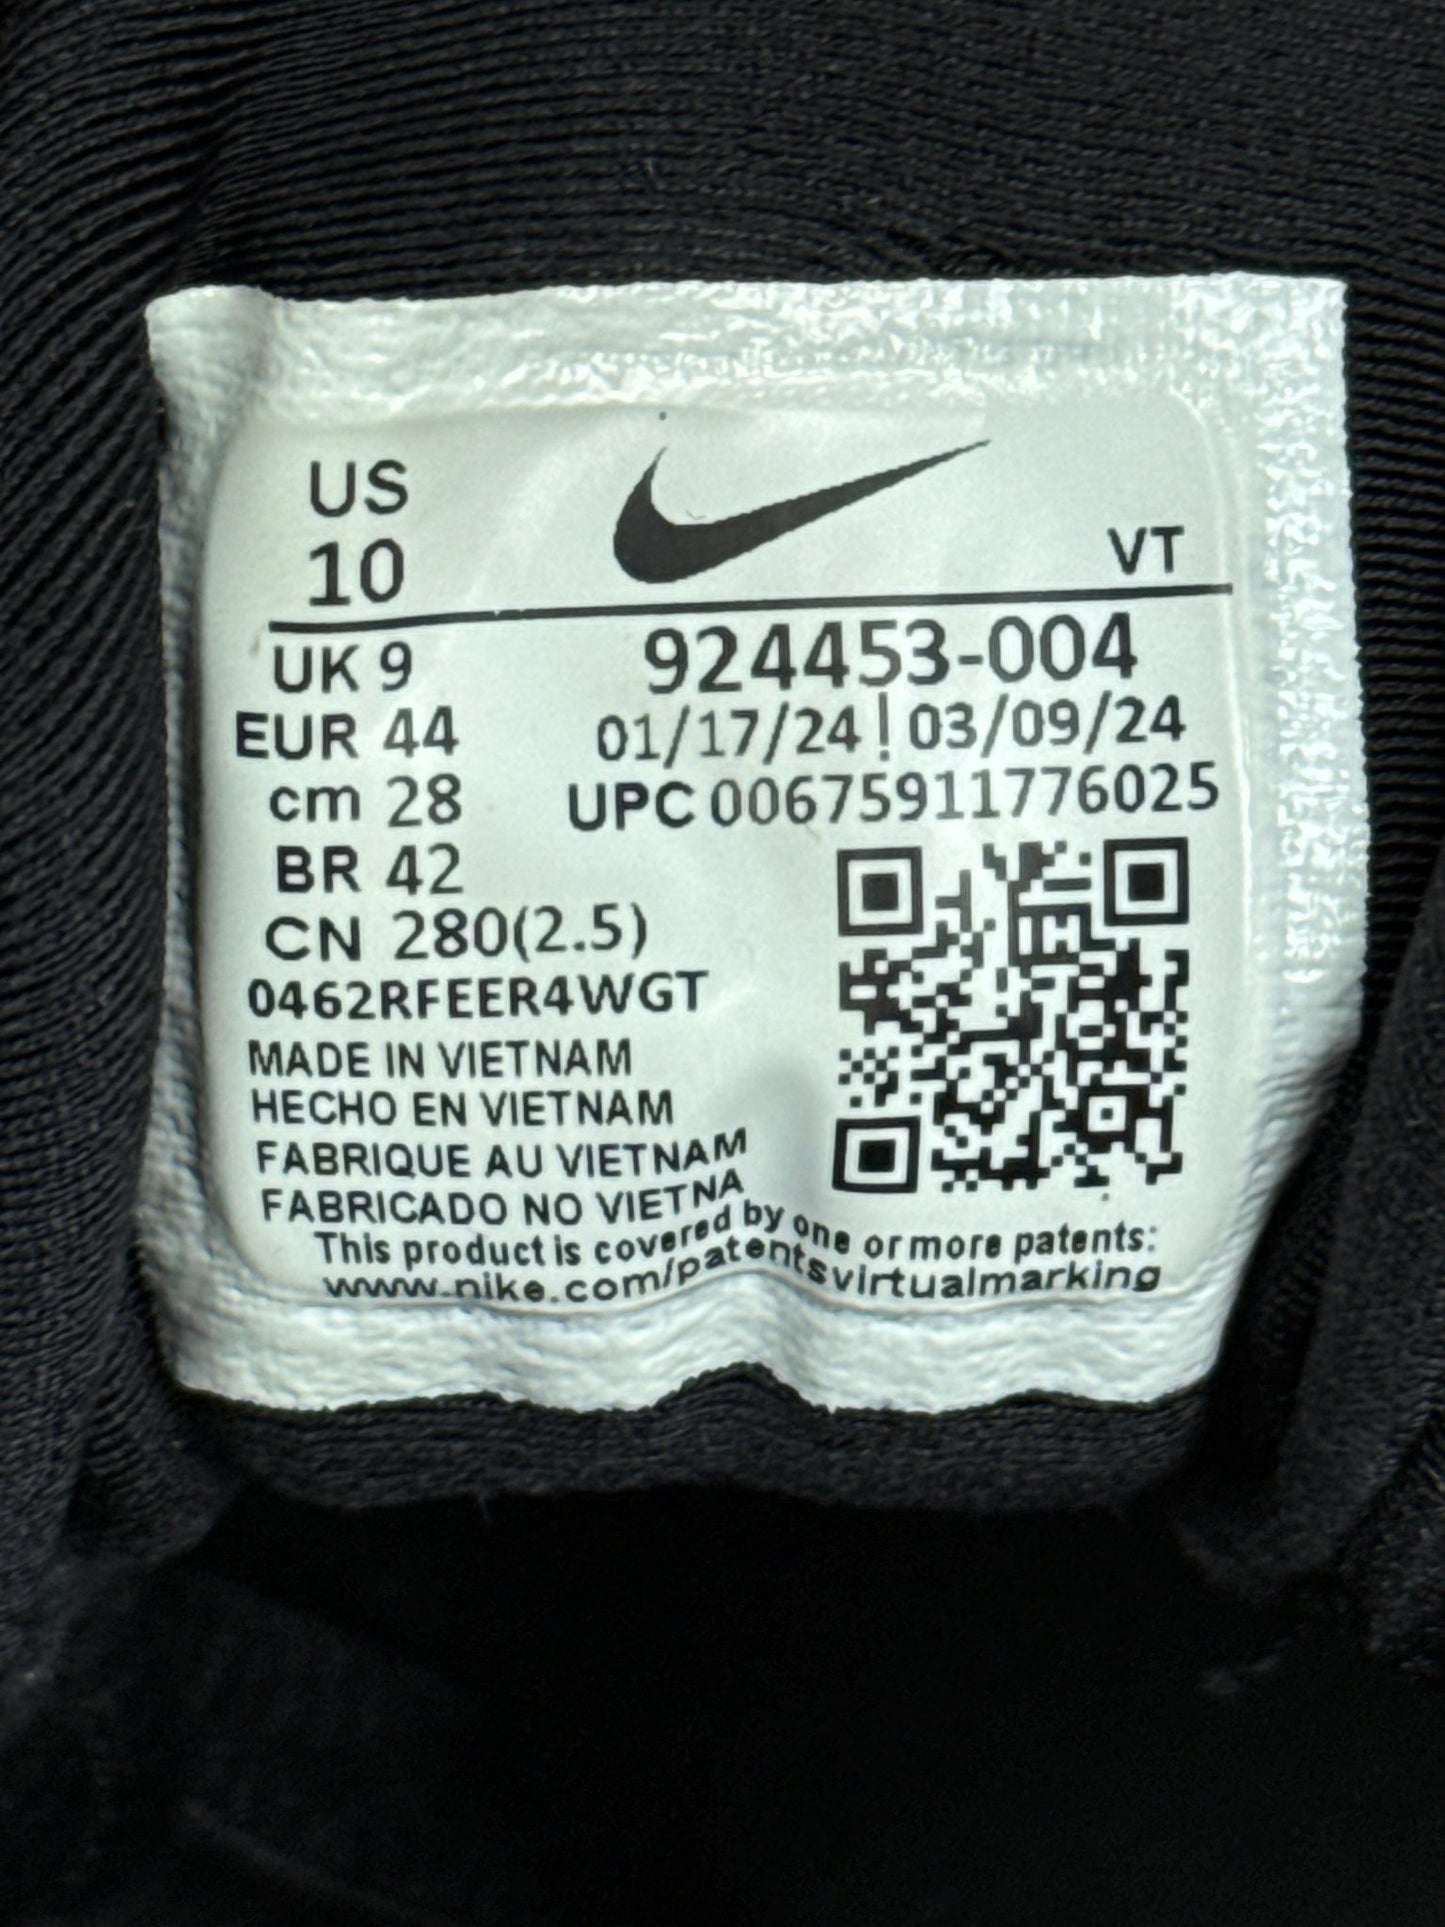 US
10
VT
UK 9
924453-004
EUR 44
01/17/24 ! 03/09/24
cm 28
UPC 00675911776025
BR 42
CN 280(2.5)
0462RFEER4WGT
MADE IN VIETNAM
HECHO EN VIETNAM
FABRIQUE AU VIETNAM
FABRICADO NO VIETNA
This product is covered by one or more patents:
www.nike.com/patentsvirtualmarking